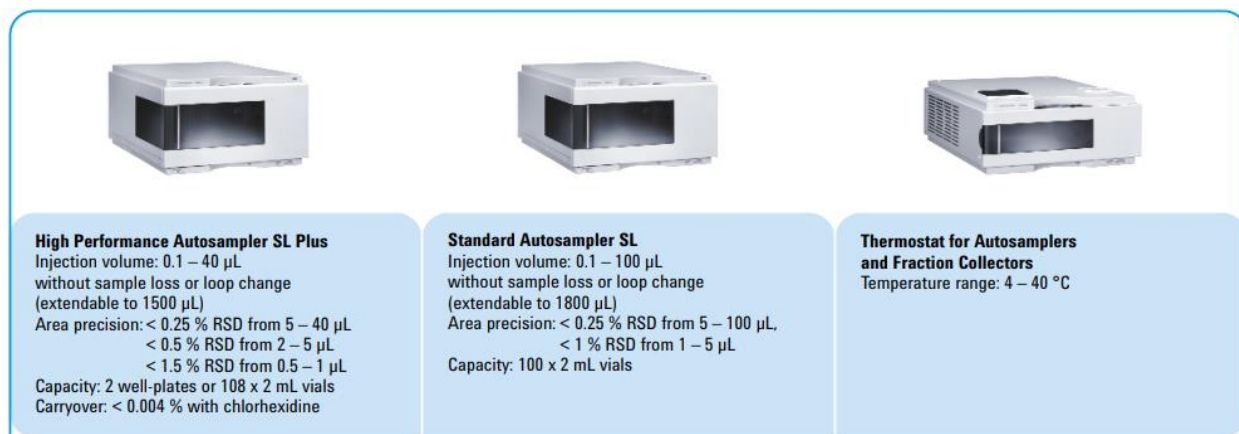 High Performance Autosampler SL Plus
Injection volume: 0.1 – 40 µL
without sample loss or loop change
(extendable to 1500 µL)
Area precision: < 0.25 % RSD from 5 – 40 µL
< 0.5 % RSD from 2 – 5 µL
< 1.5 % RSD from 0.5 – 1 µL
Capacity: 2 well-plates or 108 x 2 mL vials
Carryover: < 0.004 % with chlorhexidine
Standard Autosampler SL
Injection volume: 0.1 – 100 µL
without sample loss or loop change
(extendable to 1800 µL)
Area precision: < 0.25 % RSD from 5 – 100 µL,
< 1 % RSD from 1 – 5 µL
Capacity: 100 x 2 mL vials
Thermostat for Autosamplers
and Fraction Collectors
Temperature range: 4 – 40 °C